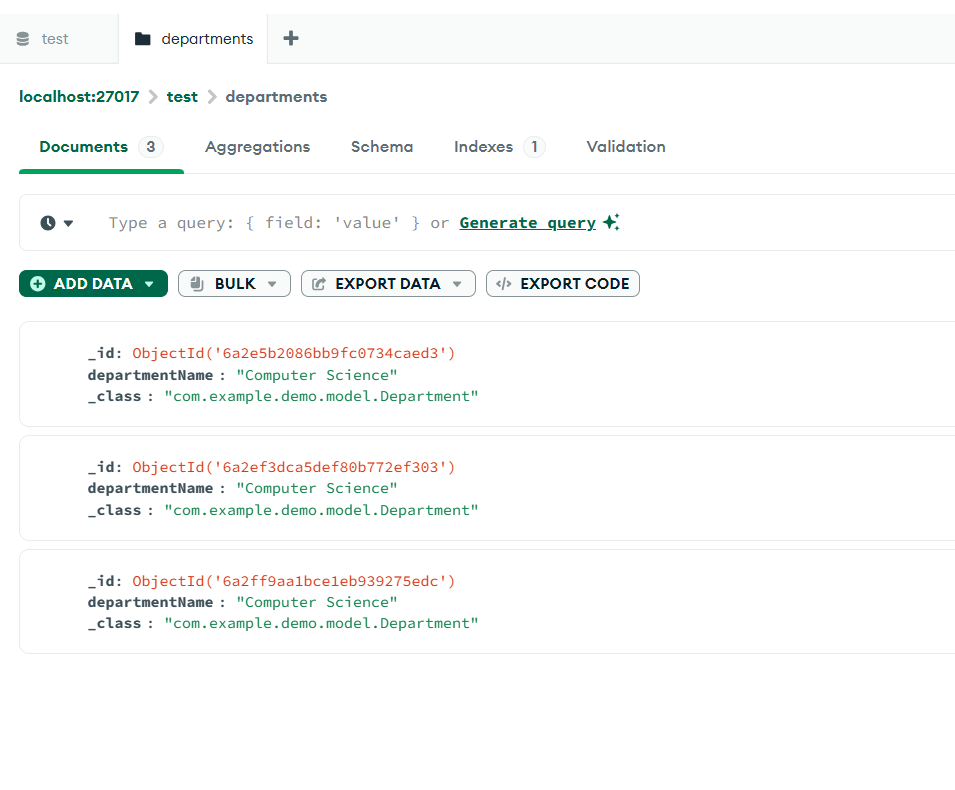 test
departments
localhost:27017 > test > departments
Documents 3 Aggregations Schema Indexes 1 Validation
Type a query: { field: 'value' } or Generate query
ADD DATA BULK EXPORT DATA </> EXPORT CODE
_id: ObjectId('6a2e5b2086bb9fc0734caed3')
departmentName : "Computer Science"
_class : "com.example.demo.model.Department"
_id: ObjectId('6a2ef3dca5def80b772ef303')
departmentName : "Computer Science"
_class : "com.example.demo.model.Department"
_id: ObjectId('6a2ff9aa1bce1eb939275edc')
departmentName : "Computer Science"
_class : "com.example.demo.model.Department"